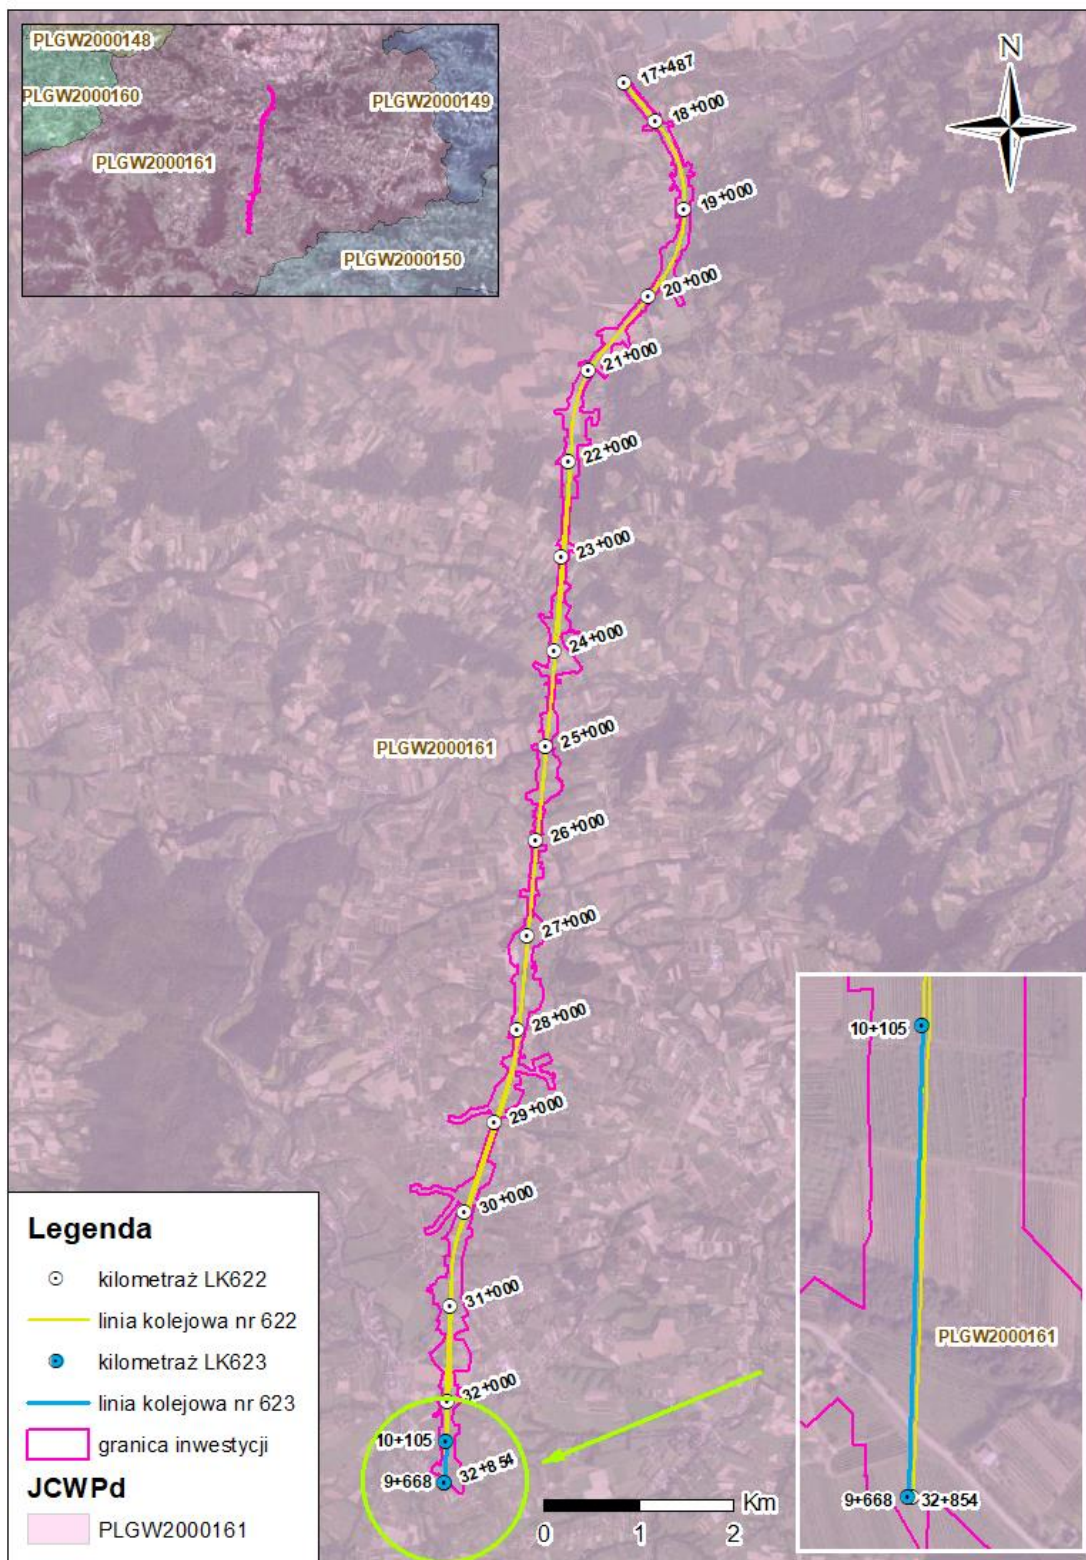 PLGW2000148
PLGW2000160
PLGW2000149
PLGW2000161
PLGW2000150
N
17+487
18+000
19+000
20+000
21+000
22+000
23+000
24+000
25+000
PLGW2000161
26+000
27+000
28+000
29+000
30+000
31+000
32+000
10+105
9+668
32+854
Legenda
kilometraż LK622
linia kolejowa nr 622
kilometraż LK623
linia kolejowa nr 623
granica inwestycji
JCWPd
PLGW2000161
Km
0 1 2
10+105
PLGW2000161
9+668
32+854